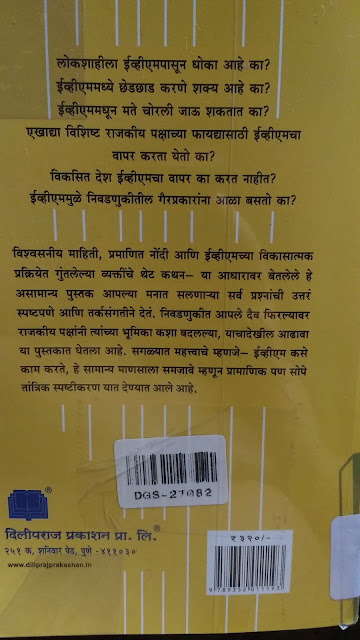 लोकशाहीला ईव्हीएमपासून धोका आहे का?
ईव्हीएममध्ये छेडछाड करणे शक्य आहे का?
ईव्हीएममधून मते चोरली जाऊ शकतात का?
एखाद्या विशिष्ट राजकीय पक्षाच्या फायद्यासाठी ईव्हीएमचा
वापर करता येतो का?
विकसित देश ईव्हीएमचा वापर का करत नाहीत?
ईव्हीएममुळे निवडणुकीतील गैरप्रकारांना आळा बसतो का?
विश्वसनीय माहिती, प्रमाणित नोंदी आणि ईव्हीएमच्या विकासात्मक
प्रक्रियेत गुंतलेल्या व्यक्तींचे थेट कथन– या आधारावर बेतलेले हे
असामान्य पुस्तक आपल्या मनात सलणाऱ्या सर्व प्रश्नांची उत्तरं
स्पष्टपणे आणि तर्कसंगतीने देतं. निवडणुकीत आपले दैव फिरल्यावर
राजकीय पक्षांनी त्यांच्या भूमिका कशा बदलल्या, याचादेखील आढावा
या पुस्तकात घेतला आहे. सगळ्यात महत्त्वाचे म्हणजे– ईव्हीएम कसे
काम करते, हे सामान्य माणसाला समजावे म्हणून प्रामाणिक पण सोपे
तांत्रिक स्पष्टीकरण यात देण्यात आले आहे.
DGS-27082
®
दिलीपराज प्रकाशन प्रा. लि.
२५१ क, शनिवार पेठ, पुणे -४११०३०
www.diliprajprakashan.in
₹ ३२०/-